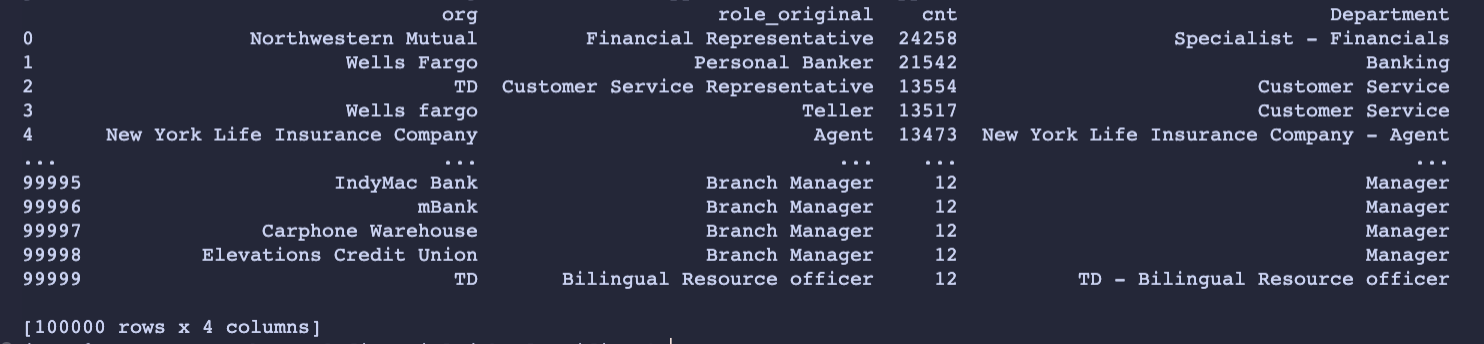 org role_original cnt Department
0 Northwestern Mutual Financial Representative 24258 Specialist - Financials
1 Wells Fargo Personal Banker 21542 Banking
2 TD Customer Service Representative 13554 Customer Service
3 Wells fargo Teller 13517 Customer Service
4 New York Life Insurance Company Agent 13473 New York Life Insurance Company - Agent
... ... ... ... ...
99995 IndyMac Bank Branch Manager 12 Manager
99996 mBank Branch Manager 12 Manager
99997 Carphone Warehouse Branch Manager 12 Manager
99998 Elevations Credit Union Branch Manager 12 Manager
99999 TD Bilingual Resource officer 12 TD - Bilingual Resource officer
[100000 rows x 4 columns]